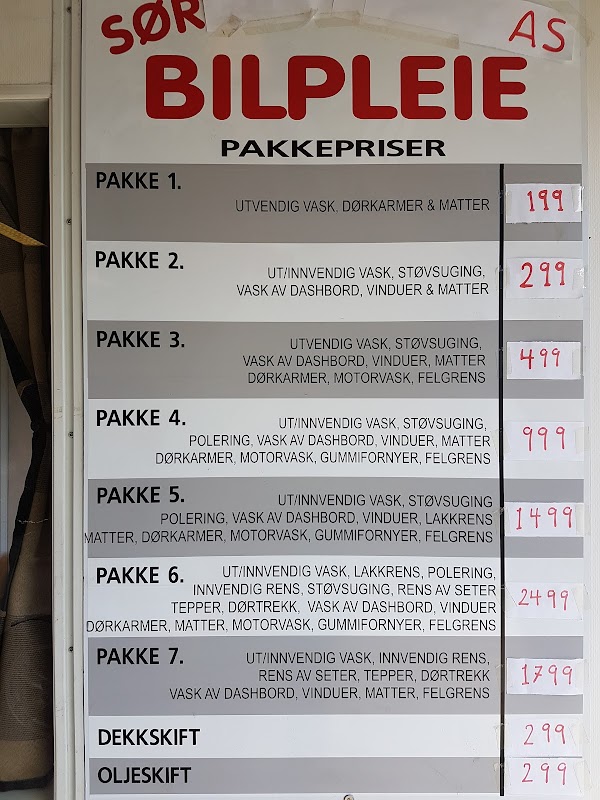 SØR AS
BILPLEIE
PAKKEPRISER
PAKKE 1.
UTVENDIG VASK, DØRKARMER & MATTER 199
PAKKE 2.
UT/INNVENDIG VASK, STØVSUGING,
VASK AV DASHBORD, VINDUER & MATTER 299
PAKKE 3.
UTVENDIG VASK, STØVSUGING,
VASK AV DASHBORD, VINDUER, MATTER 499
DØRKARMER, MOTORVASK, FELGRENS
PAKKE 4.
UT/INNVENDIG VASK, STØVSUGING,
POLERING, VASK AV DASHBORD, VINDUER, MATTER 999
DØRKARMER, MOTORVASK, GUMMIFORNYER, FELGRENS
PAKKE 5.
UT/INNVENDIG VASK, STØVSUGING
POLERING, VASK AV DASHBORD, VINDUER, LAKKRENS 1499
MATTER, DØRKARMER, MOTORVASK, GUMMIFORNYER, FELGRENS
PAKKE 6. UT/INNVENDIG VASK, LAKKRENS, POLERING,
INNVENDIG RENS, STØVSUGING, RENS AV SETER 2499
TEPPER, DØRTREKK, VASK AV DASHBORD, VINDUER
DØRKARMER, MATTER, MOTORVASK, GUMMIFORNYER, FELGRENS
PAKKE 7. UT/INNVENDIG VASK, INNVENDIG RENS,
RENS AV SETER, TEPPER, DØRTREKK 1799
VASK AV DASHBORD, VINDUER, MATTER, FELGRENS
DEKKSKIFT 299
OLJESKIFT 299